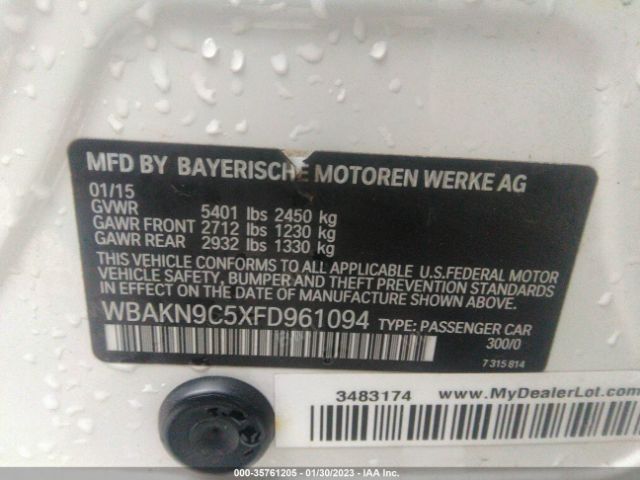 MFD BY BAYERISCHE MOTOREN WERKE AG
01/15
GVWR 5401 lbs 2450 kg
GAWR FRONT 2712 lbs 1230 kg
GAWR REAR 2932 lbs 1330 kg
THIS VEHICLE CONFORMS TO ALL APPLICABLE U.S.FEDERAL MOTOR
VEHICLE SAFETY, BUMPER AND THEFT PREVENTION STANDARDS
IN EFFECT ON THE DATE OF MANUFACTURE SHOWN ABOVE.
WBAKN9C5XFD961094 TYPE: PASSENGER CAR
300/0
7 315 814
3483174 www.MyDealerLot.com
000-35761205 - 01/30/2023 - IAA Inc.